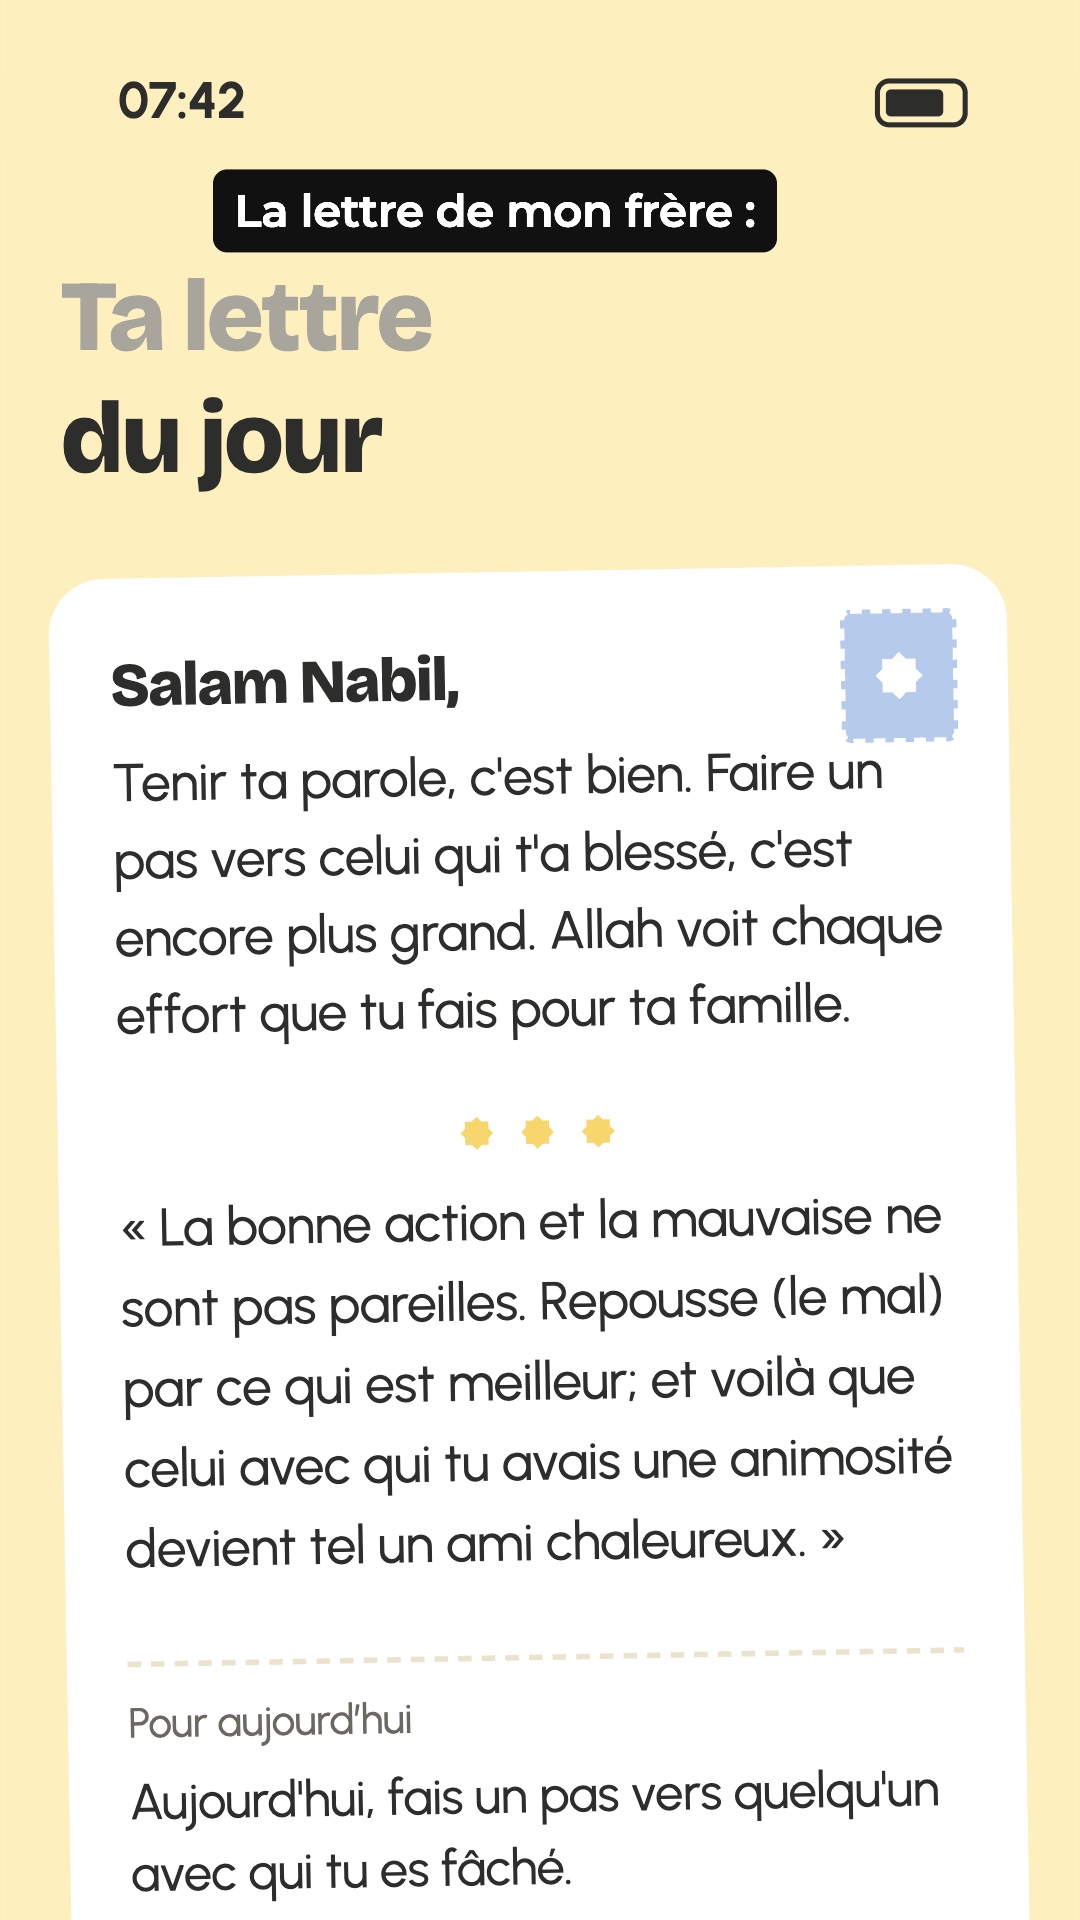 07:42
La lettre de mon frère :
Ta lettre
du jour
Salam Nabil,
Tenir ta parole, c'est bien. Faire un
pas vers celui qui t'a blessé, c'est
encore plus grand. Allah voit chaque
effort que tu fais pour ta famille.
« La bonne action et la mauvaise ne
sont pas pareilles. Repousse (le mal)
par ce qui est meilleur; et voilà que
celui avec qui tu avais une animosité
devient tel un ami chaleureux. »
Pour aujourd'hui
Aujourd'hui, fais un pas vers quelqu'un
avec qui tu es fâché.